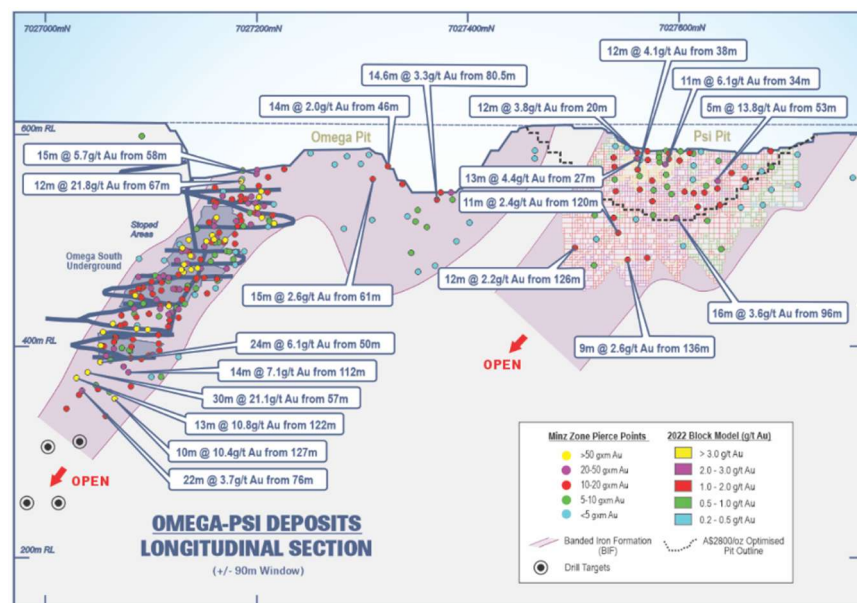 7027000mN
7027200mN
7027400mN
7027600mN
12m @ 4.1g/t Au from 38m
14.6m @ 3.3g/t Au from 80.5m
11m @ 6.1g/t Au from 34m
14m @ 2.0g/t Au from 46m
12m @ 3.8g/t Au from 20m
5m @ 13.8g/t Au from 53m
600m RL
Omega Pit
Psi Pit
15m @ 5.7g/t Au from 58m
12m @ 21.8g/t Au from 67m
13m @ 4.4g/t Au from 27m
11m @ 2.4g/t Au from 120m
Stoped
Areas
Omega South
Underground
12m @ 2.2g/t Au from 126m
15m @ 2.6g/t Au from 61m
16m @ 3.6g/t Au from 96m
400m RL
24m @ 6.1g/t Au from 50m
9m @ 2.6g/t Au from 136m
OPEN
14m @ 7.1g/t Au from 112m
30m @ 21.1g/t Au from 57m
13m @ 10.8g/t Au from 122m
10m @ 10.4g/t Au from 127m
22m @ 3.7g/t Au from 76m
OPEN
OMEGA-PSI DEPOSITS
LONGITUDINAL SECTION
(+/- 90m Window)
200m RL
Minz Zone Pierce Points
>50 gxm Au
20-50 gxm Au
10-20 gxm Au
5-10 gxm Au
<5 gxm Au
2022 Block Model (g/t Au)
> 3.0 g/t Au
2.0 - 3.0 g/t Au
1.0 - 2.0 g/t Au
0.5 - 1.0 g/t Au
0.2 - 0.5 g/t Au
Banded Iron Formation
(BIF)
A$2800/oz Optimised
Pit Outline
Drill Targets